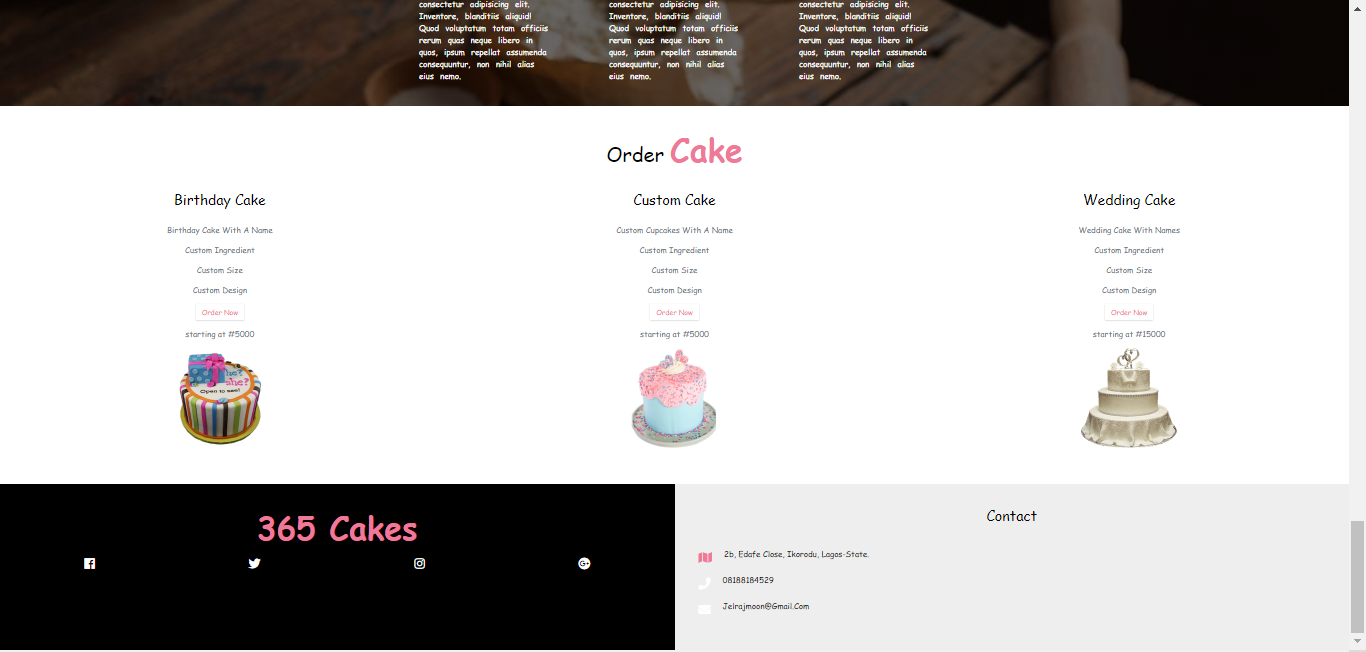 consectetur adipisicing elit.
Inventore, blanditiis aliquid!
Quod voluptatum totam officiis
rerum quas neque libero in
quos, ipsum repellat assumenda
consequuntur, non nihil alias
eius nemo.
consectetur adipisicing elit.
Inventore, blanditiis aliquid!
Quod voluptatum totam officiis
rerum quas neque libero in
quos, ipsum repellat assumenda
consequuntur, non nihil alias
eius nemo.
consectetur adipisicing elit.
Inventore, blanditiis aliquid!
Quod voluptatum totam officiis
rerum quas neque libero in
quos, ipsum repellat assumenda
consequuntur, non nihil alias
eius nemo.
Order Cake
Birthday Cake
Birthday Cake With A Name
Custom Ingredient
Custom Size
Custom Design
Order Now
starting at #5000
he?
she?
Open to see!
Custom Cake
Custom Cupcakes With A Name
Custom Ingredient
Custom Size
Custom Design
Order Now
starting at #5000
Wedding Cake
Wedding Cake With Names
Custom Ingredient
Custom Size
Custom Design
Order Now
starting at #15000
365 Cakes
Contact
2b, Edafe Close, Ikorodu, Lagos-State.
08188184529
Jelrajmoon@Gmail.Com